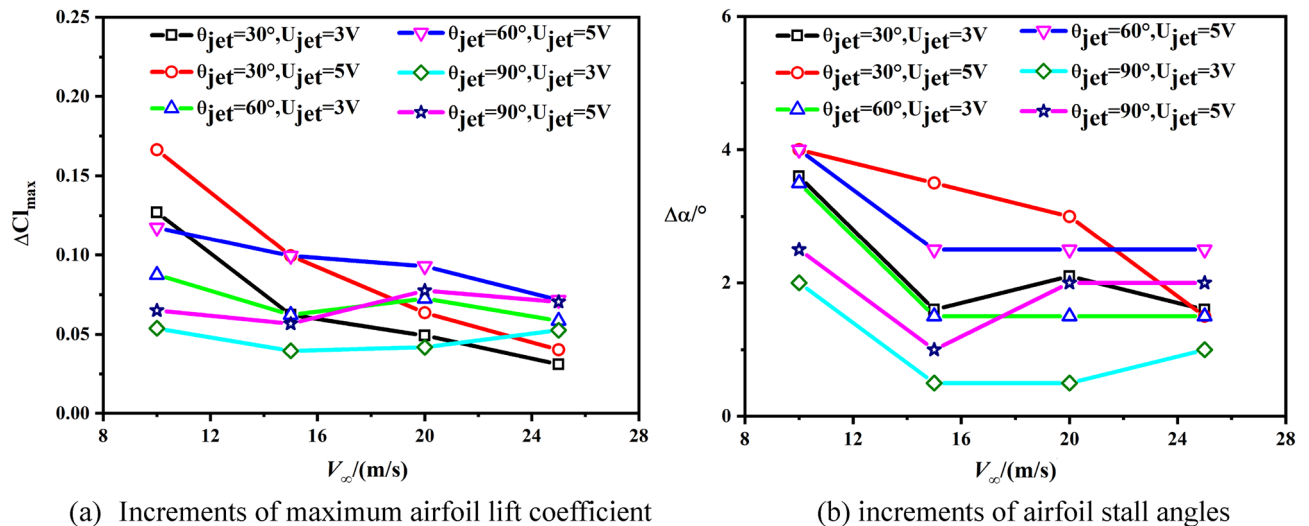 0.25
0.20
0.15
0.10
0.05
0.00
ΔCl_max
θjet=30°,Ujet=3V
θjet=30°,Ujet=5V
θjet=60°,Ujet=3V
θjet=60°,Ujet=5V
θjet=90°,Ujet=3V
θjet=90°,Ujet=5V
8 12 16 20 24 28
V∞/(m/s)
(a) Increments of maximum airfoil lift coefficient
6
4
2
0
Δα/°
θjet=30°,Ujet=3V
θjet=30°,Ujet=5V
θjet=60°,Ujet=3V
θjet=60°,Ujet=5V
θjet=90°,Ujet=3V
θjet=90°,Ujet=5V
8 12 16 20 24 28
V∞/(m/s)
(b) increments of airfoil stall angles